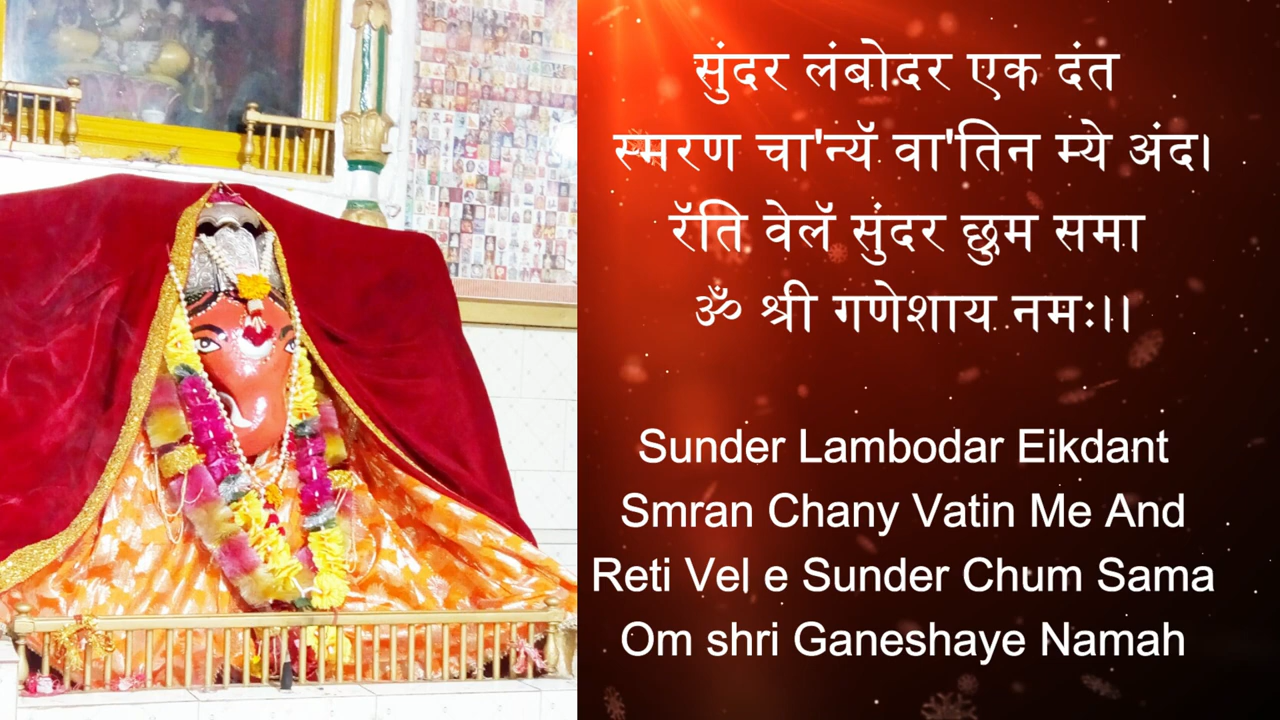 सुंदर लंबोदर एक दंत
स्मरण चा'न्यॅ वा'तिन म्ये अंद।
रॅति वेलॅ सुंदर छुम समा
ॐ श्री गणेशाय नमः।।
Sunder Lambodar Eikdant
Smran Chany Vatin Me And
Reti Vel e Sunder Chum Sama
Om shri Ganeshaye Namah